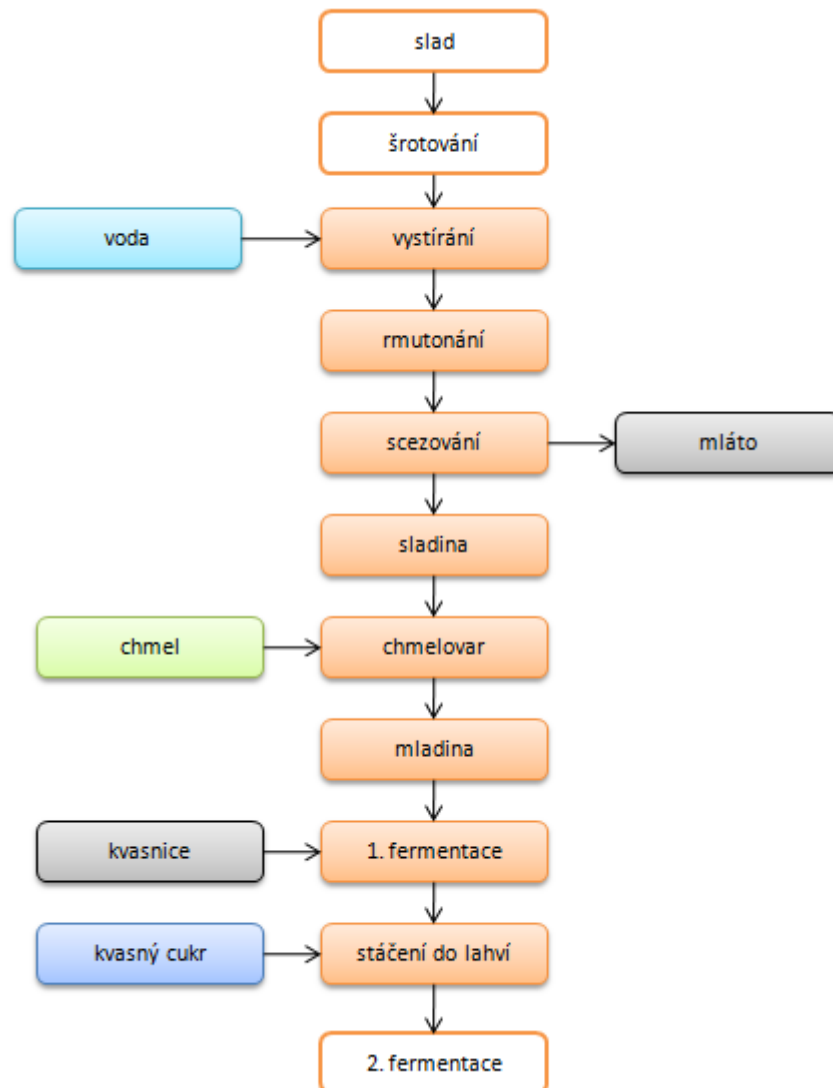 slad
šrotování
voda
vystírání
rmutonání
scezování
mláto
sladina
chmel
chmelovar
mladina
kvasnice
1. fermentace
kvasný cukr
stáčení do lahví
2. fermentace